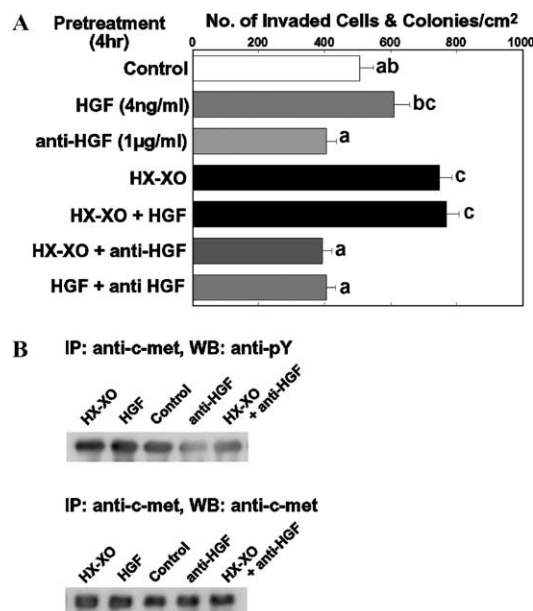 A
Pretreatment
(4hr)
No. of Invaded Cells & Colonies/cm²
0 200 400 600 800 1000
Control ab
HGF (4ng/ml) bc
anti-HGF (1µg/ml) a
HX-XO c
HX-XO + HGF c
HX-XO + anti-HGF a
HGF + anti HGF a
B
IP: anti-c-met, WB: anti-pY
HX-XO HGF Control anti-HGF HX-XO
+ anti-HGF
IP: anti-c-met, WB: anti-c-met
HX-XO HGF Control anti-HGF HX-XO
+ anti-HGF